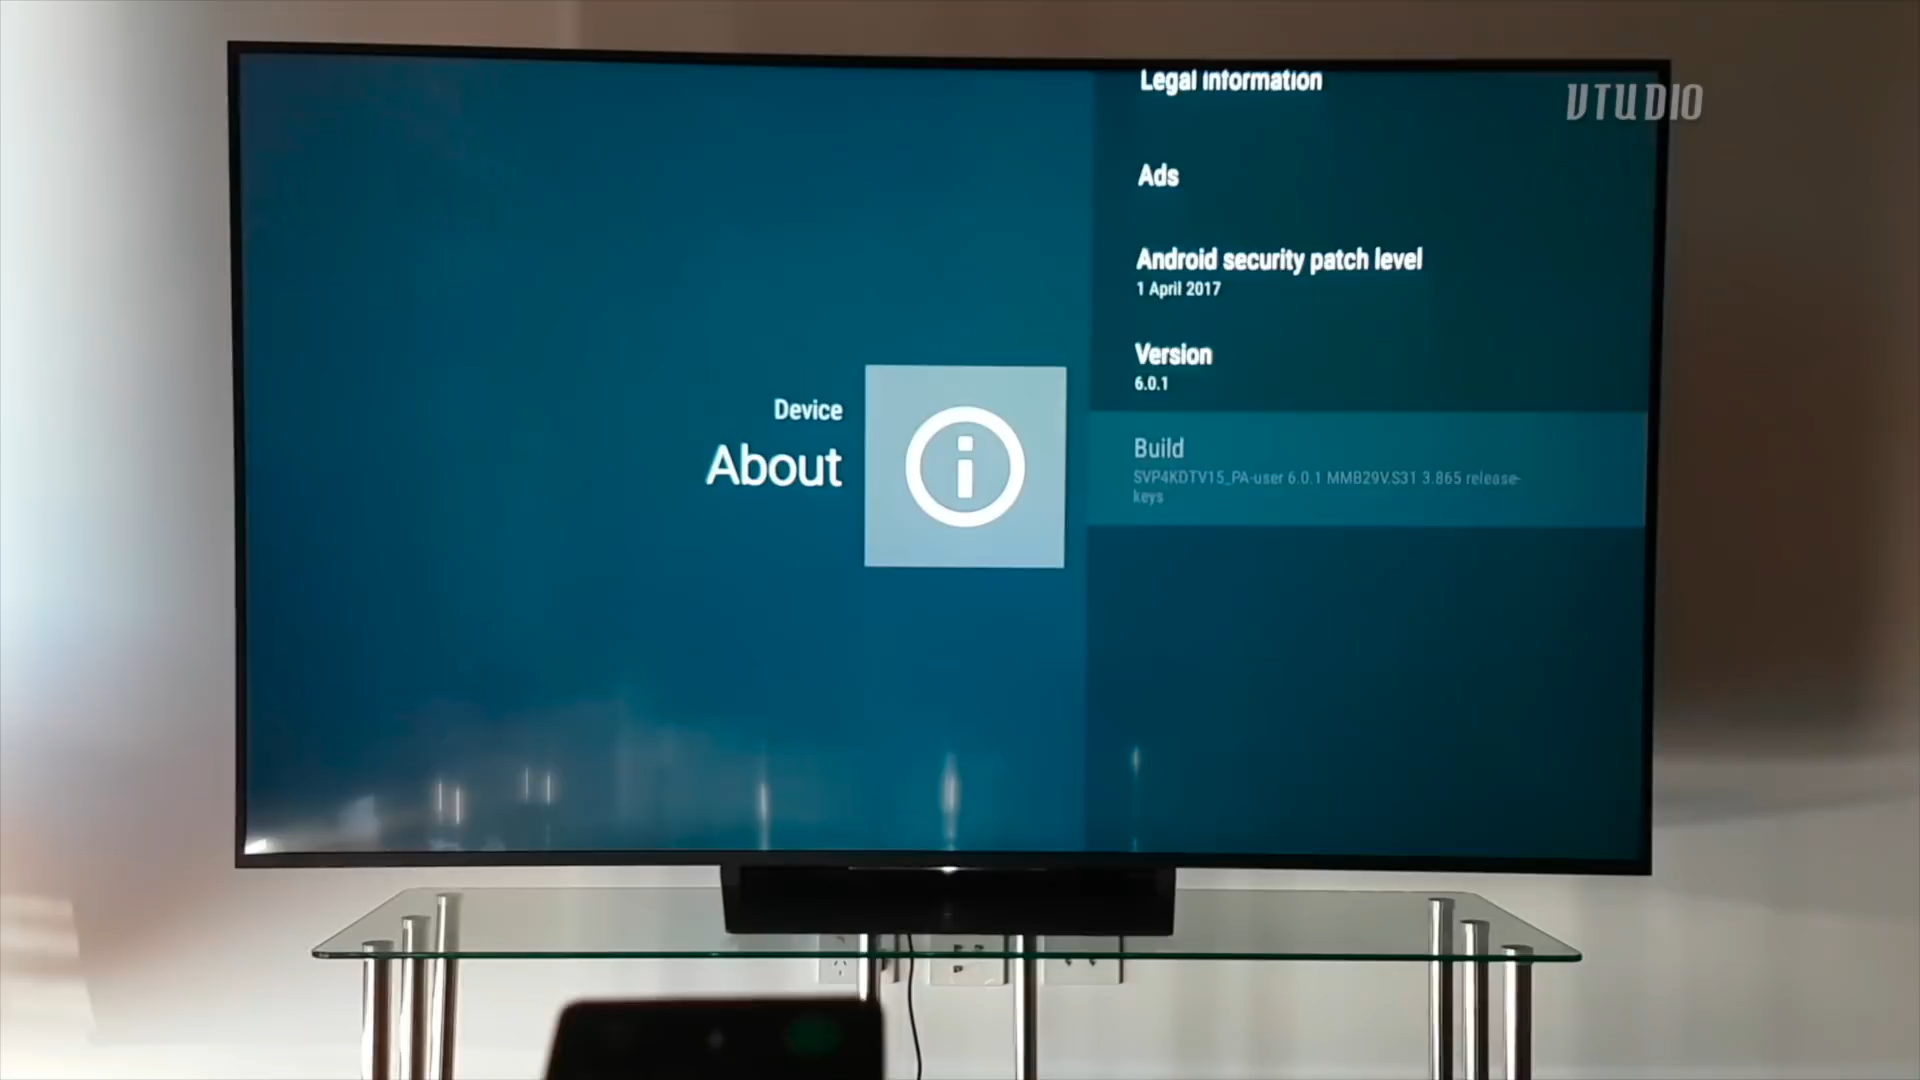 Legal information
VTUDIO
Ads
Android security patch level
1 April 2017
Version
6.0.1
Device
About
Build
SVP4KDTV15_PA-user 6.0.1 MMB29V.S31 3.865 release-
keys